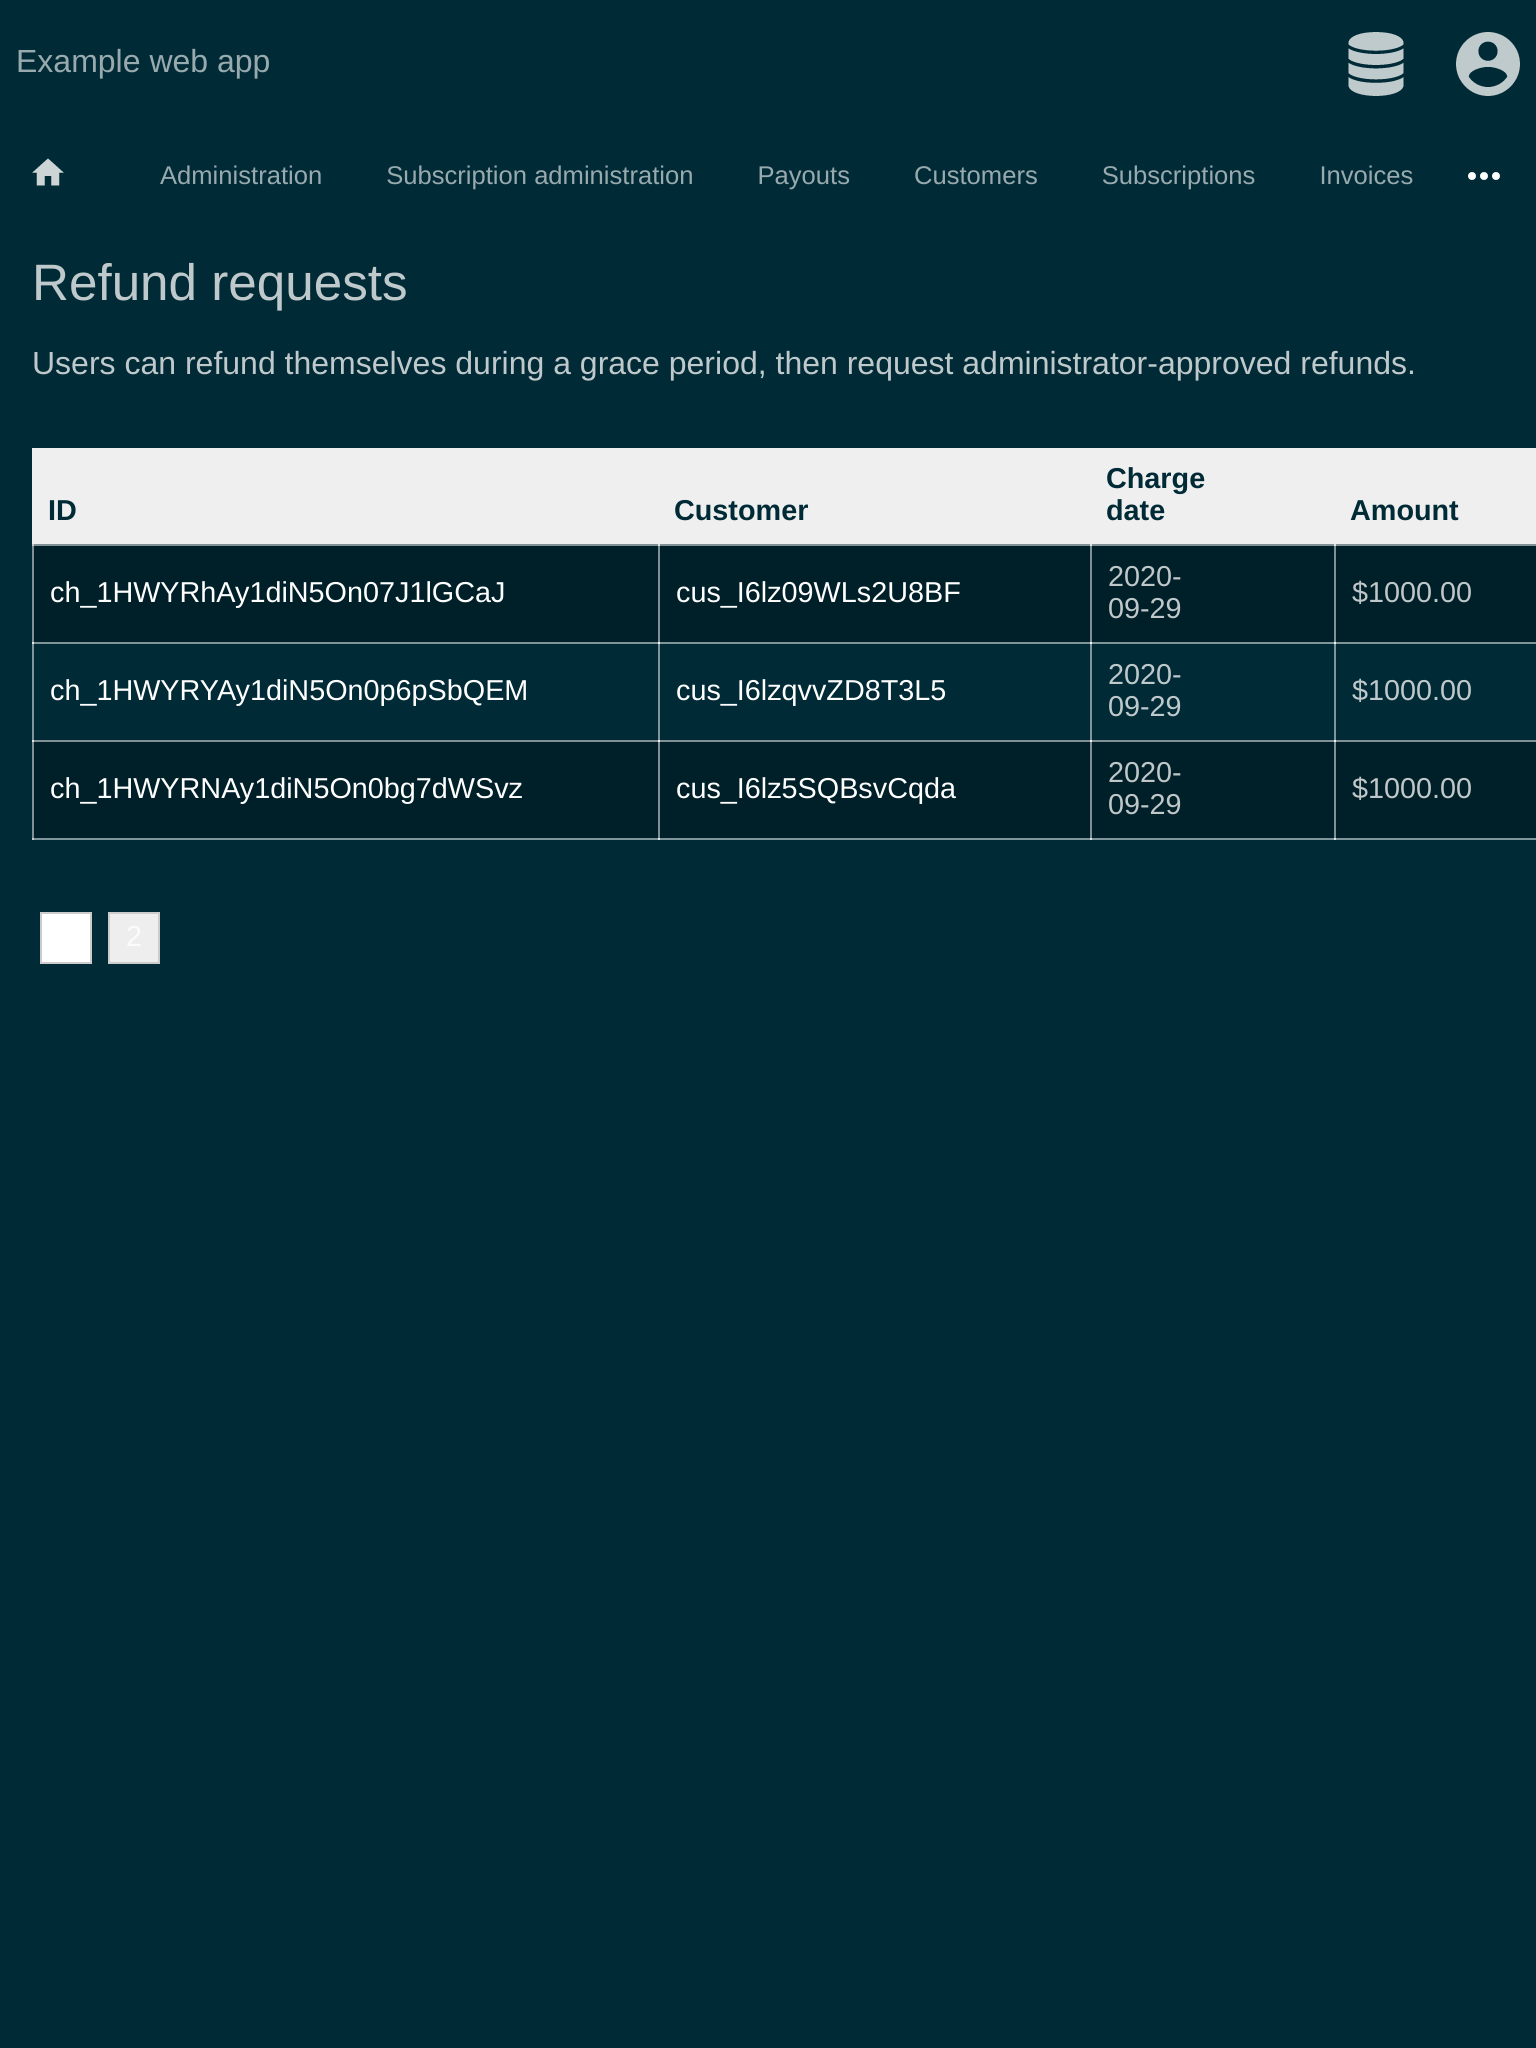 Example web app
Administration Subscription administration Payouts Customers Subscriptions Invoices
Refund requests
Users can refund themselves during a grace period, then request administrator-approved refunds.
ID Customer Charge date Amount
ch_1HWYRhAy1diN5On07J1lGCaJ cus_I6lz09WLs2U8BF 2020-09-29 $1000.00
ch_1HWYRYAy1diN5On0p6pSbQEM cus_I6lzqvvZD8T3L5 2020-09-29 $1000.00
ch_1HWYRNAy1diN5On0bg7dWSvz cus_I6lz5SQBsvCqda 2020-09-29 $1000.00
2